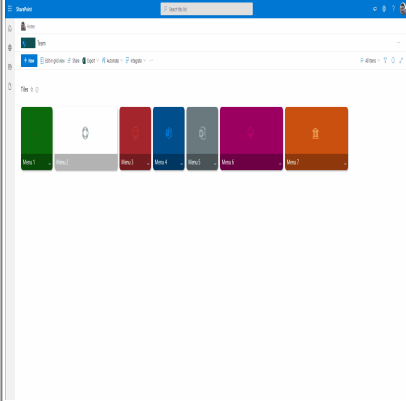 SharePoint
Search this list
Home
Team
+ New Edit in grid view Share Export Automate Integrate ... All Items
Tiles
Menu 1 Menu 2 Menu 3 Menu 4 Menu 5 Menu 6 Menu 7